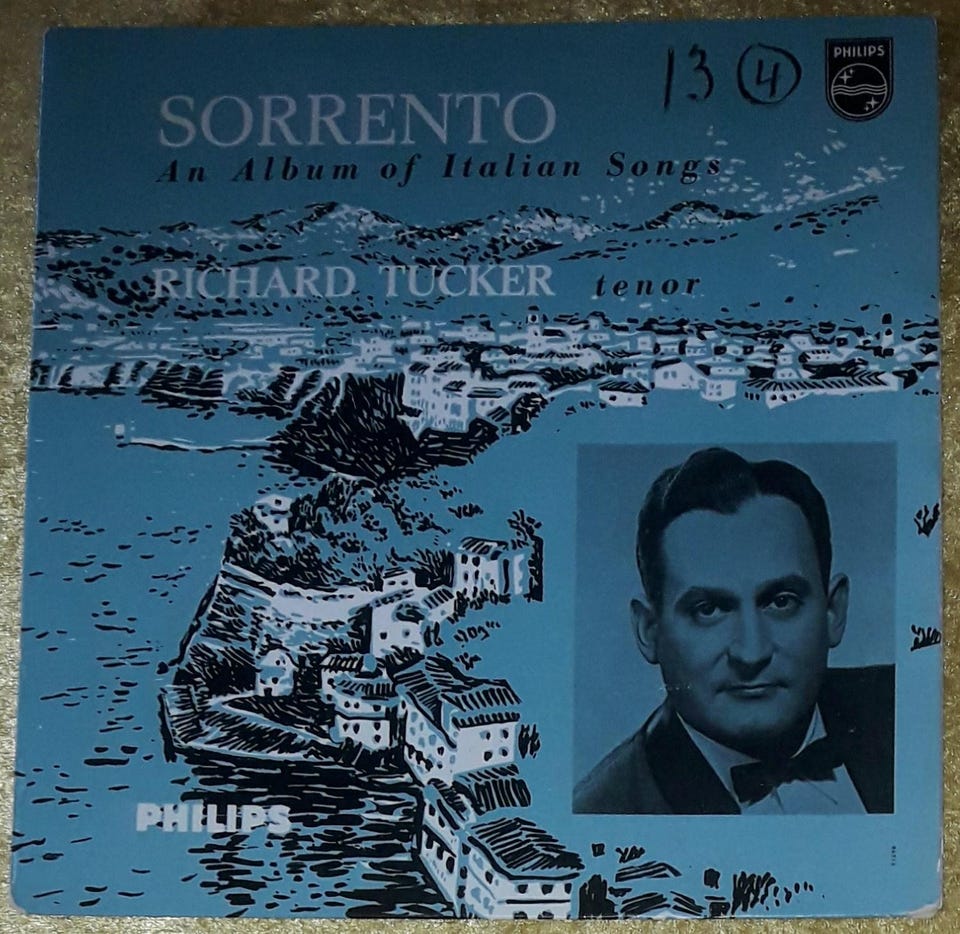 13 4
PHILIPS
SORRENTO
An Album of Italian Songs
RICHARD TUCKER tenor
PHILIPS